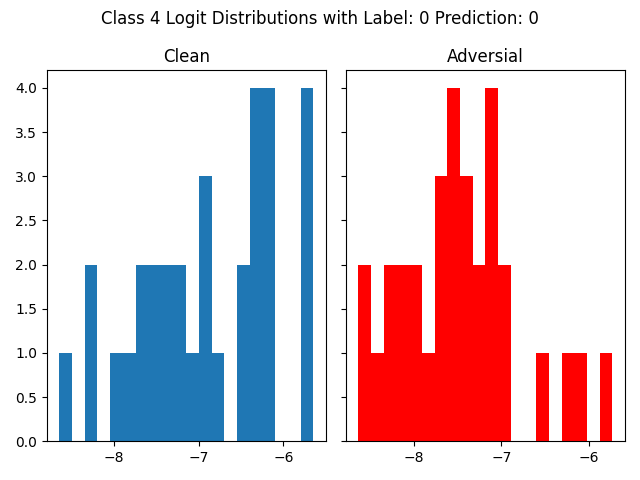 Class 4 Logit Distributions with Label: 0 Prediction: 0
Clean
Adversial
4.0
3.5
3.0
2.5
2.0
1.5
1.0
0.5
0.0
−8 −7 −6
−8 −7 −6